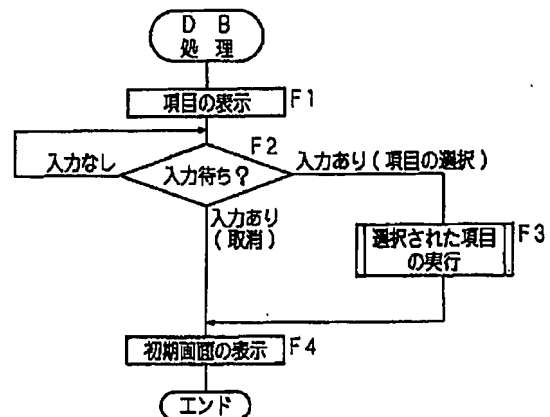 D B
処 理
項目の表示
F1
F2
入力なし
入力待ち?
入力あり(項目の選択)
入力あり
(取消)
選択された項目
の実行
F3
初期画面の表示
F4
エンド